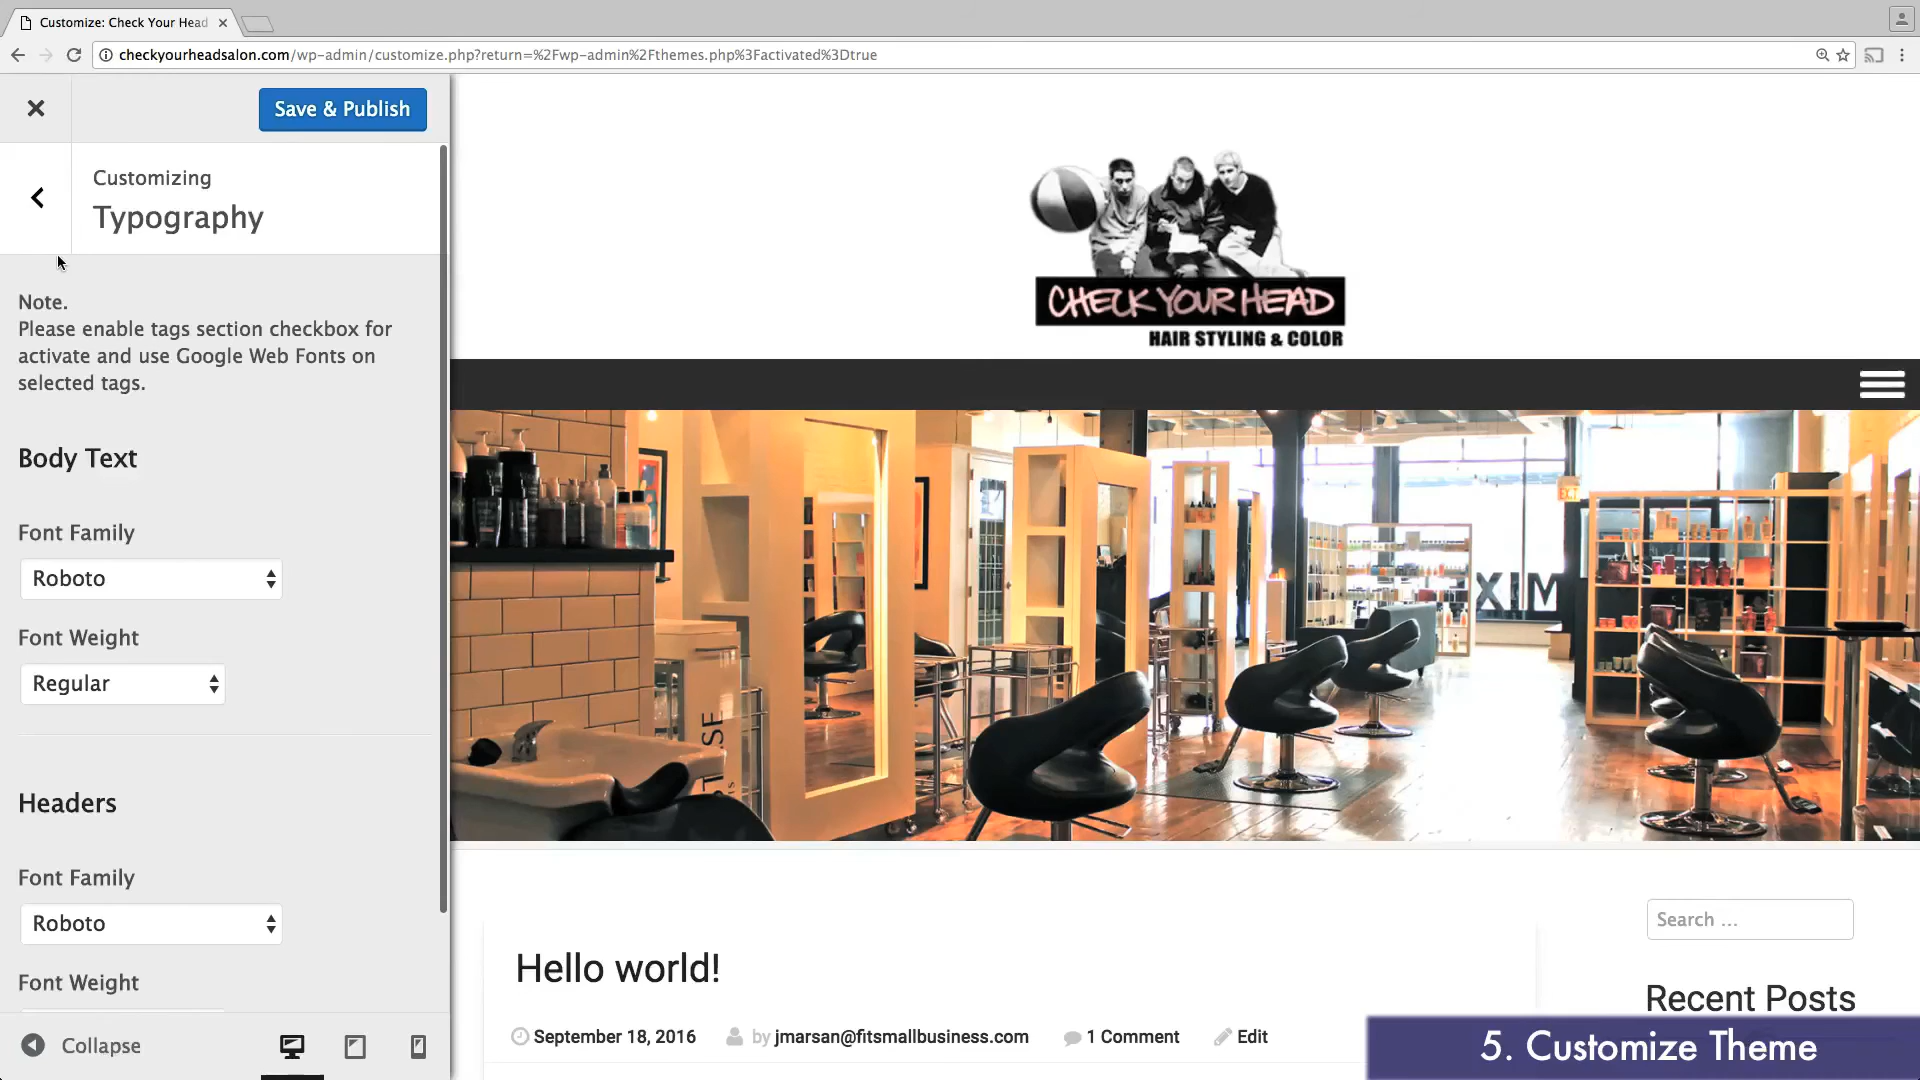 Customize: Check Your Head
checkyourheadsalon.com/wp-admin/customize.php?return=%2Fwp-admin%2Fthemes.php%3Factivated%3Dtrue
Save & Publish
Customizing
Typography
Note.
Please enable tags section checkbox for
activate and use Google Web Fonts on
selected tags.
Body Text
Font Family
Roboto
Font Weight
Regular
Headers
Font Family
Roboto
Font Weight
Collapse
CHECK YOUR HEAD
HAIR STYLING & COLOR
EXIT
Hello world!
September 18, 2016
by jmarsan@fitsmallbusiness.com
1 Comment
Edit
Search ...
Recent Posts
5. Customize Theme